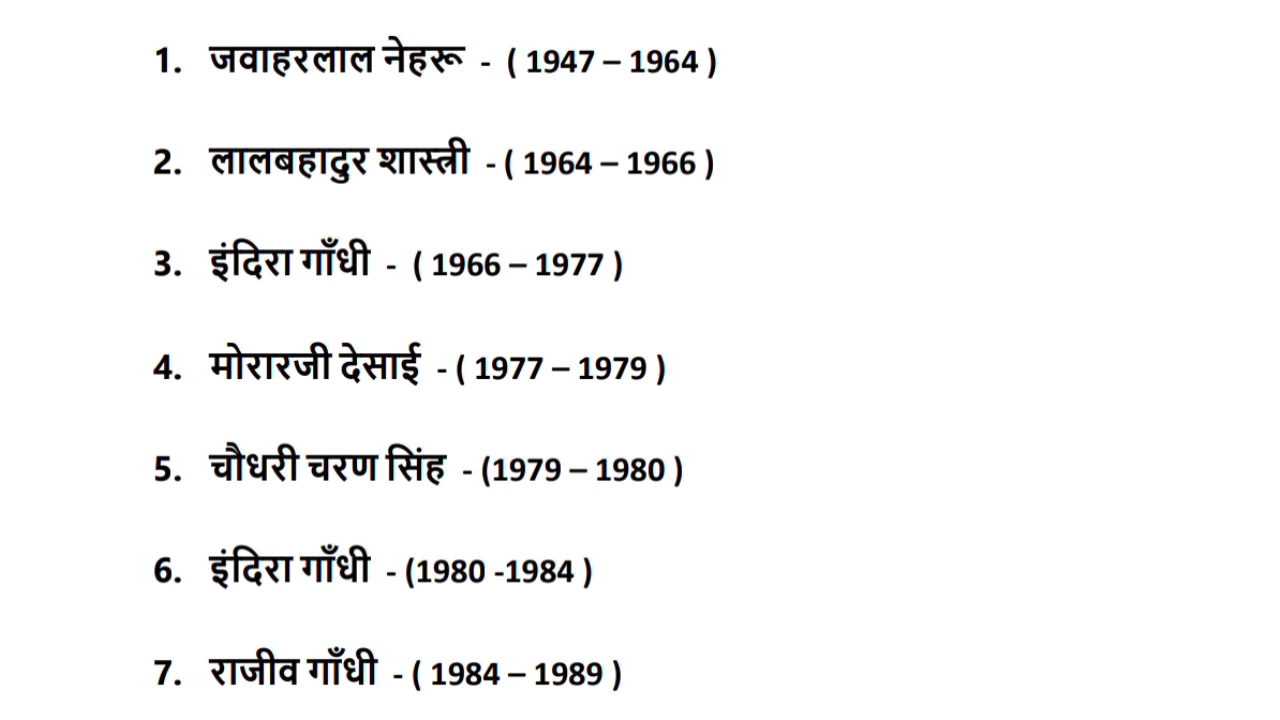 1. जवाहरलाल नेहरू - ( 1947 – 1964 )
2. लालबहादुर शास्त्री - ( 1964 – 1966 )
3. इंदिरा गाँधी - ( 1966 – 1977 )
4. मोरारजी देसाई - ( 1977 – 1979 )
5. चौधरी चरण सिंह - (1979 – 1980 )
6. इंदिरा गाँधी - (1980 -1984 )
7. राजीव गाँधी - ( 1984 – 1989 )